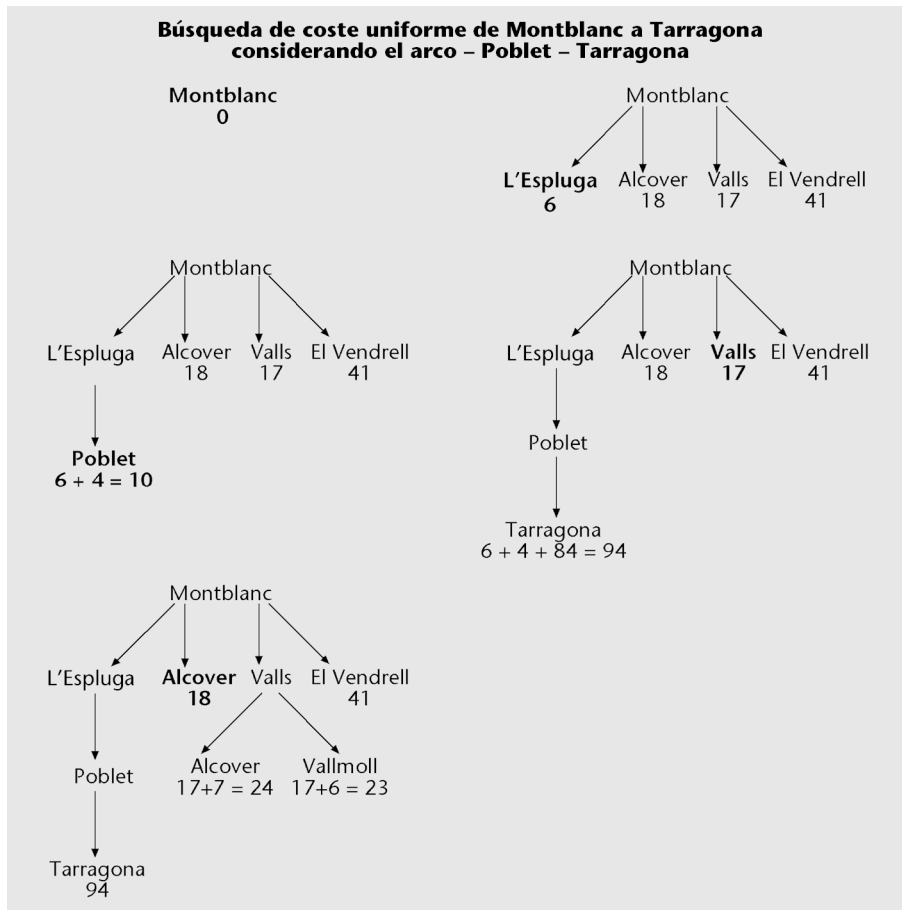 Búsqueda de coste uniforme de Montblanc a Tarragona
considerando el arco – Poblet – Tarragona
Montblanc
0
Montblanc
L'Espluga Alcover Valls El Vendrell
6 18 17 41
Montblanc
L'Espluga Alcover Valls El Vendrell
18 17 41
Poblet
6 + 4 = 10
Montblanc
L'Espluga Alcover Valls El Vendrell
18 17 41
Poblet
Tarragona
6 + 4 + 84 = 94
Montblanc
L'Espluga Alcover Valls El Vendrell
18 41
Alcover Vallmoll
17+7 = 24 17+6 = 23
Poblet
Tarragona
94